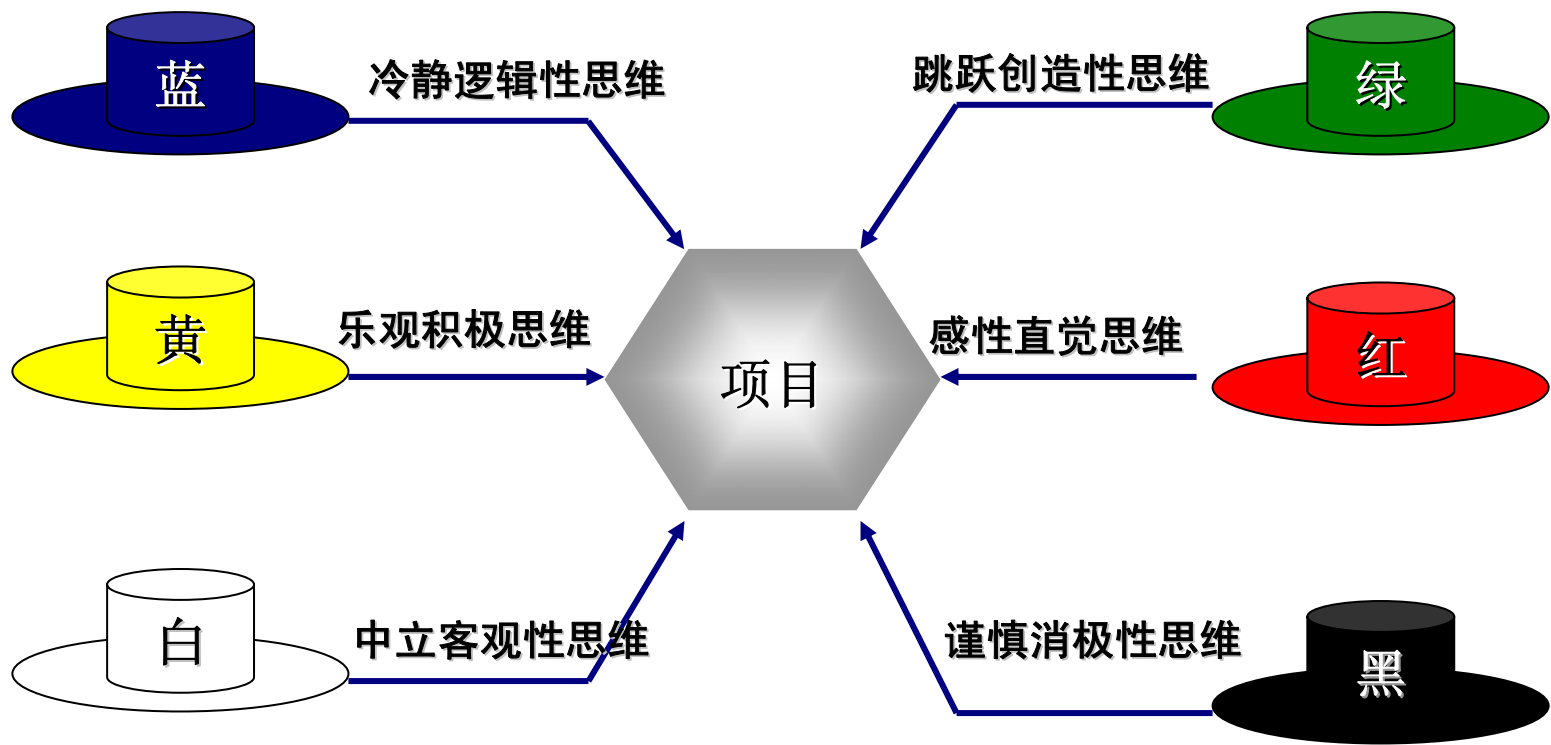 蓝
冷静逻辑性思维
跳跃创造性思维
绿
黄
乐观积极思维
项目
感性直觉思维
红
白
中立客观性思维
谨慎消极性思维
黑